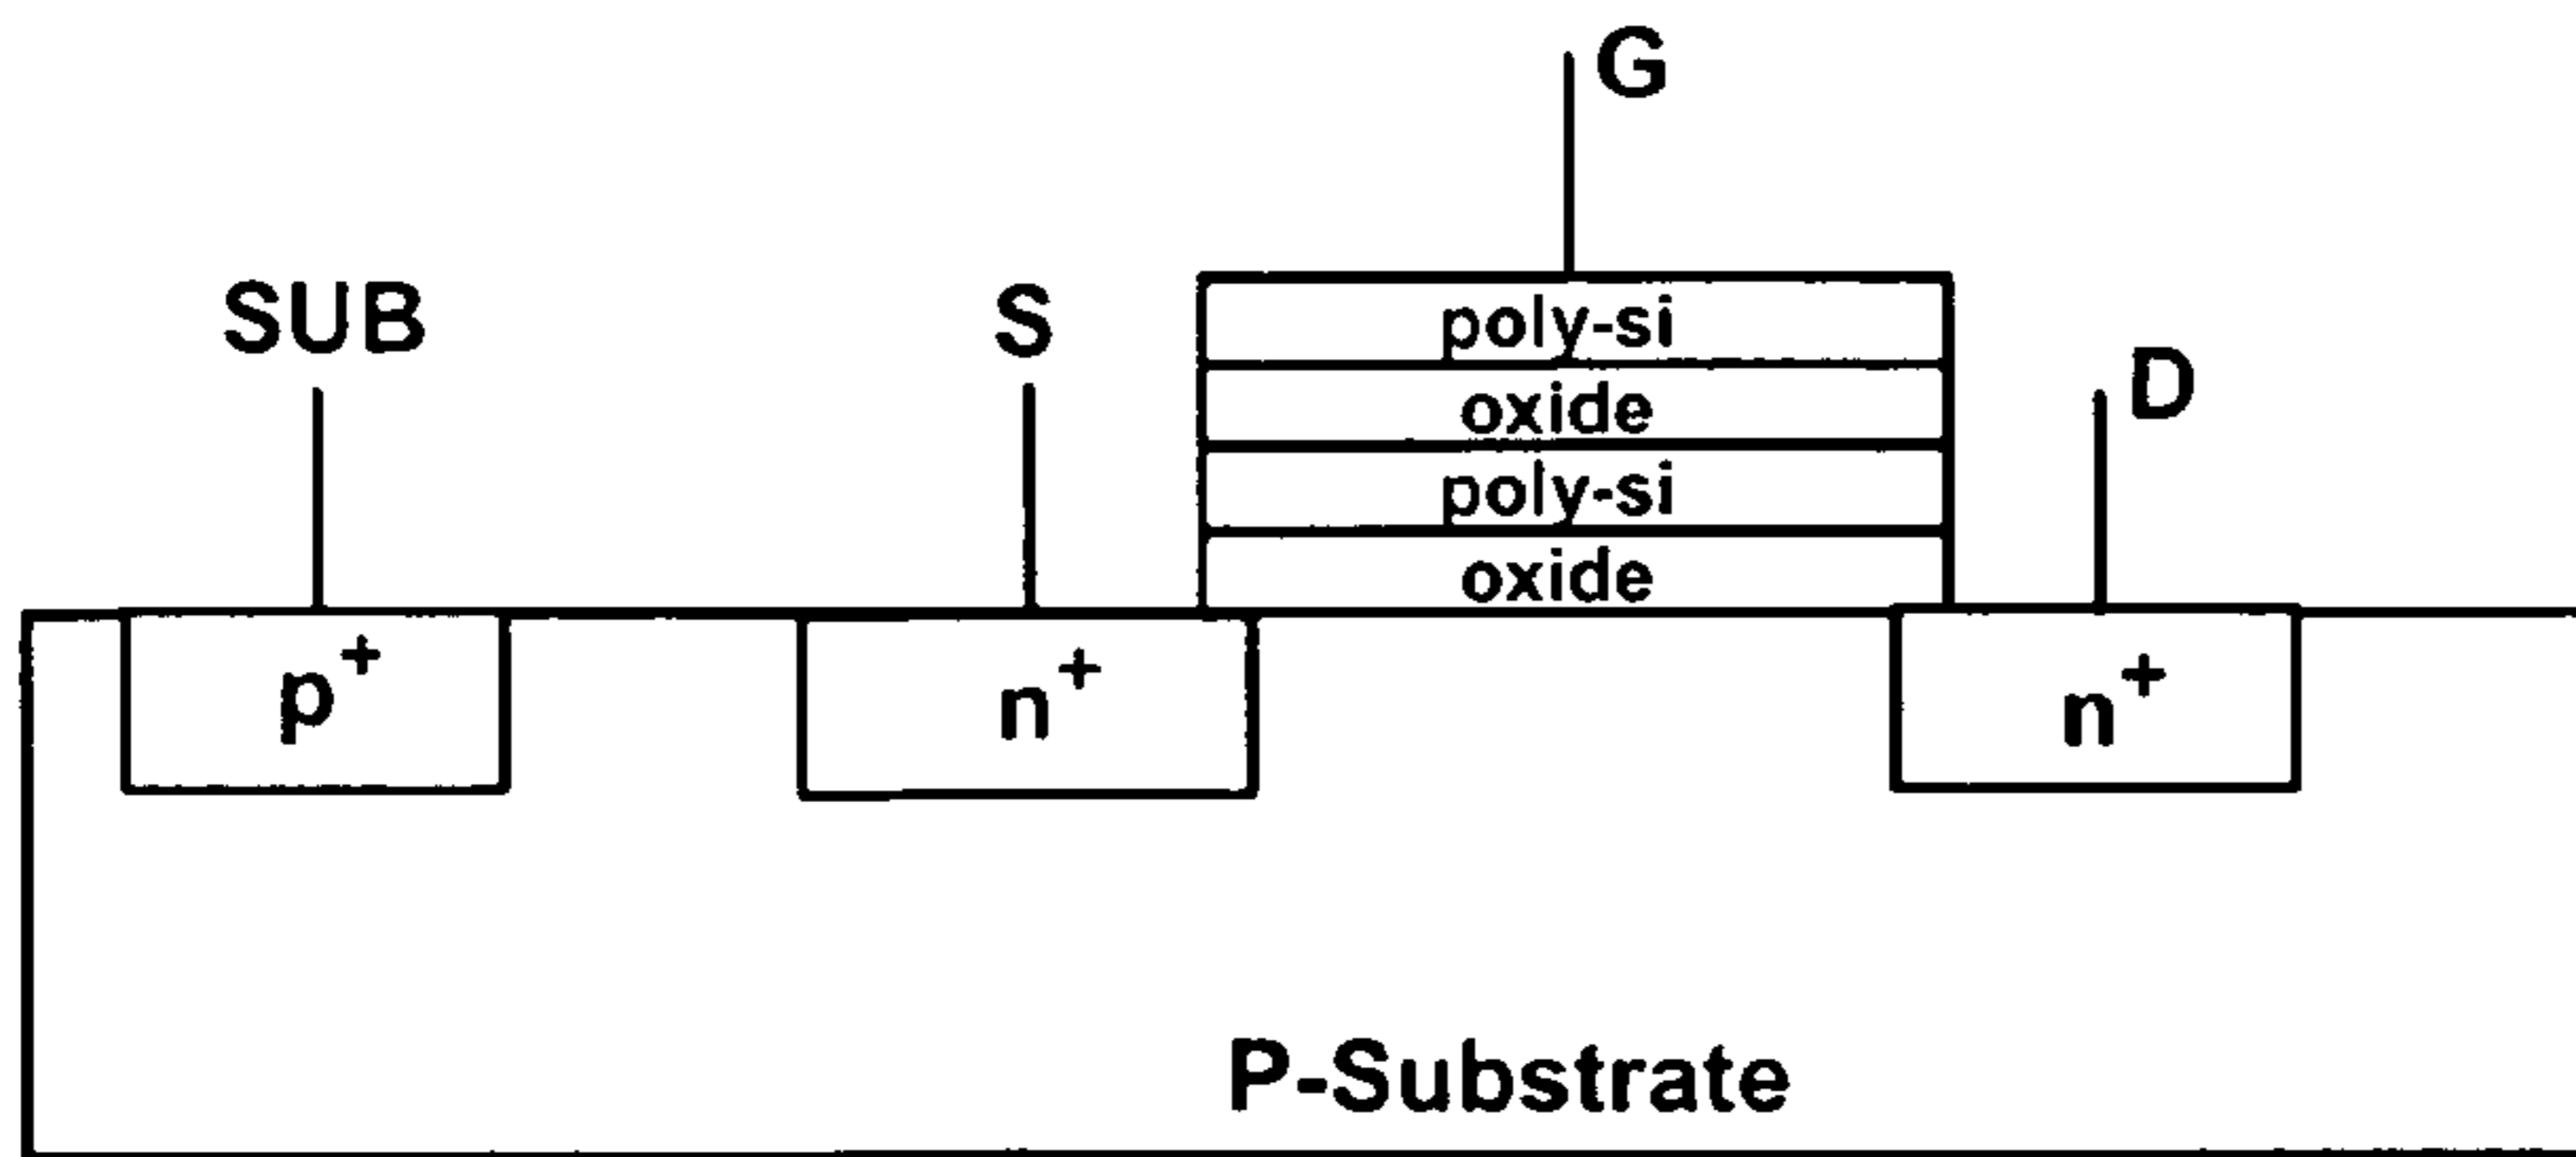 G
SUB
S
D
poly-si
oxide
poly-si
oxide
p+
n+
n+
P-Substrate